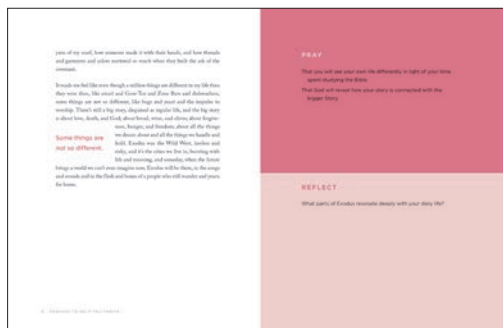 yarn of my scarf, how someone made it with their hands, and how threads
and garments and colors mattered so much when they built the ark of the
covenant.
It made me feel like even though a million things are different in my life than
they were then, like email and Gore-Tex and Zone Bars and dishwashers,
some things are not so different, like hugs and yeast and the impulse to
worship. There's still a big story, disguised as regular life, and the big story
is about love, death, and God; about bread, wine, and olives; about forgive-
ness, hunger, and freedom; about all the things
we dream about and all the things we handle and
hold. Exodus was the Wild West, lawless and
risky, and it's the cities we live in, bursting with
life and meaning, and someday, when the future
brings a world we can't even imagine now, Exodus will be there, in the songs
and sounds and in the flesh and bones of a people who still wander and yearn
for home.
Some things are
not so different.
PRAY
That you will see your own life differently in light of your time
spent studying the Bible.
That God will reveal how your story is connected with the
bigger Story.
REFLECT
What parts of Exodus resonate deeply with your daily life?